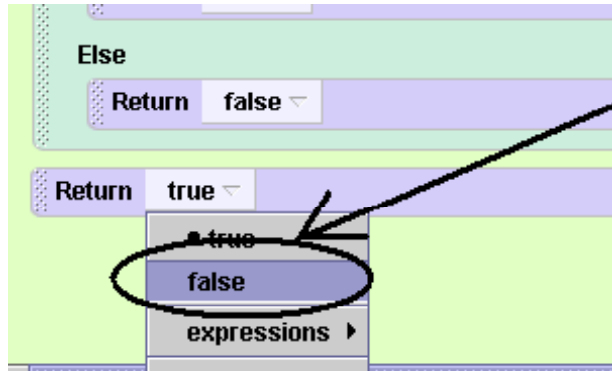 Else
Return false
Return true
true
false
expressions